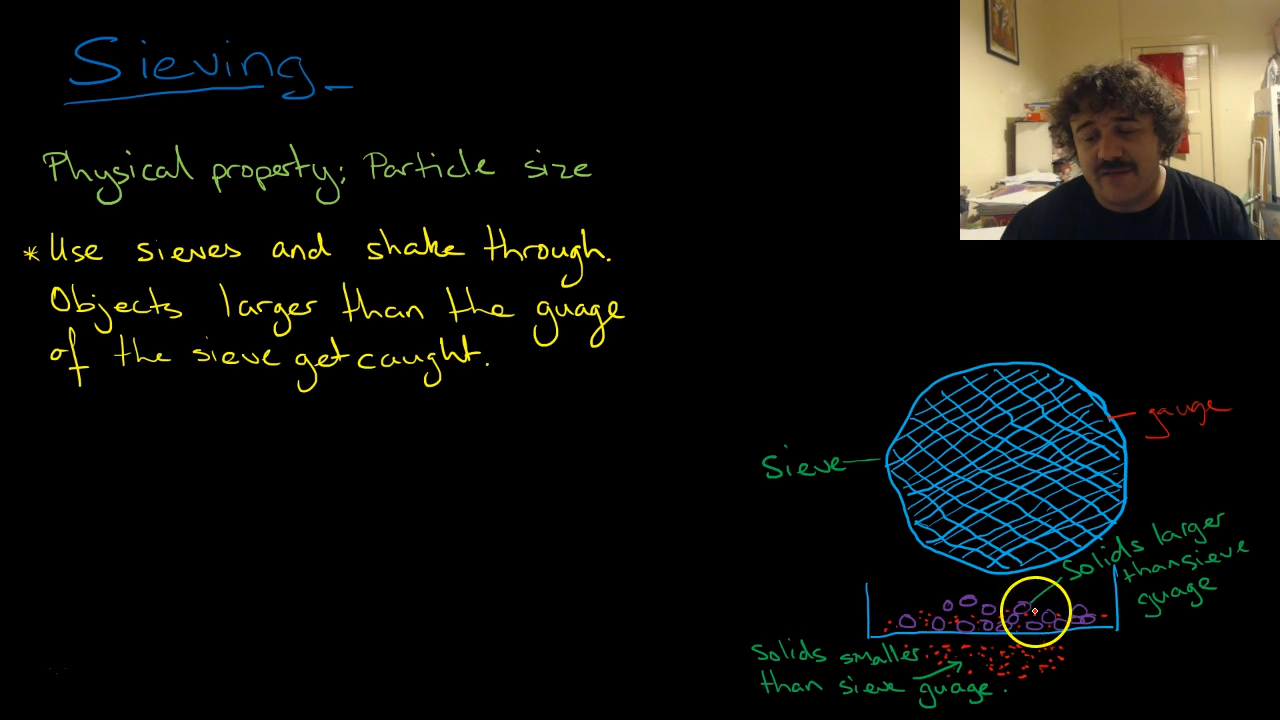 Sieving
Physical property: Particle size
* Use sieves and shake through.
Objects larger than the guage
of the sieve get caught.
gauge
Sieve
Solids larger
than sieve
guage
Solids smaller
than sieve guage.